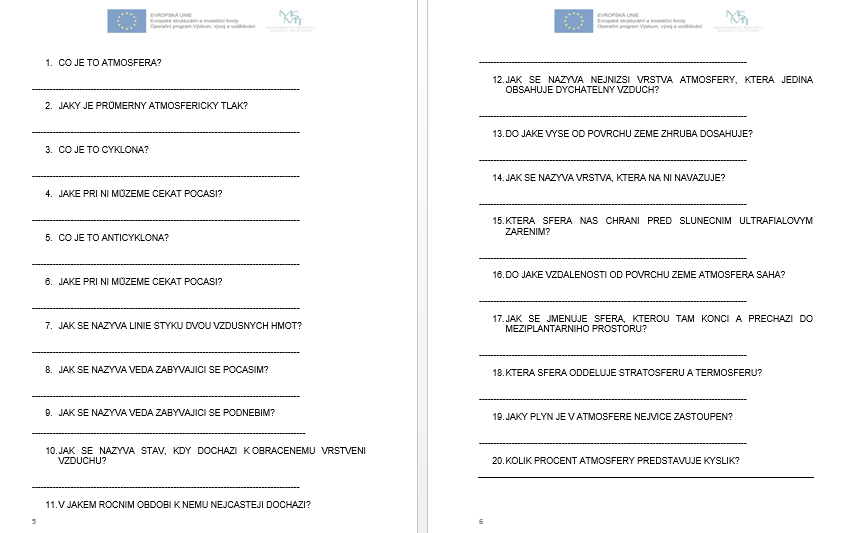 EVROPSKÁ UNIE
Evropské strukturální a investiční fondy
Operační program Výzkum, vývoj a vzdělávání
1. CO JE TO ATMOSFERA?
2. JAKY JE PRŮMERNY ATMOSFERICKY TLAK?
3. CO JE TO CYKLONA?
4. JAKE PRI NI MŮZEME CEKAT POCASI?
5. CO JE TO ANTICYKLONA?
6. JAKE PRI NI MŮZEME CEKAT POCASI?
7. JAK SE NAZYVA LINIE STYKU DVOU VZDUSNYCH HMOT?
8. JAK SE NAZYVA VEDA ZABYVAJICI SE POCASIM?
9. JAK SE NAZYVA VEDA ZABYVAJICI SE PODNEBIM?
10. JAK SE NAZYVA STAV, KDY DOCHAZI K OBRACENEMU VRSTVENI
VZDUCHU?
11. V JAKEM ROCNIM OBDOBI K NEMU NEJCASTEJI DOCHAZI?
5
EVROPSKÁ UNIE
Evropské strukturální a investiční fondy
Operační program Výzkum, vývoj a vzdělávání
12. JAK SE NAZYVA NEJNIZSI VRSTVA ATMOSFERY, KTERA JEDINA
OBSAHUJE DYCHATELNY VZDUCH?
13. DO JAKE VYSE OD POVRCHU ZEME ZHRUBA DOSAHUJE?
14. JAK SE NAZYVA VRSTVA, KTERA NA NI NAVAZUJE?
15. KTERA SFERA NAS CHRANI PRED SLUNECNIM ULTRAFIALOVYM
ZARENIM?
16. DO JAKE VZDALENOSTI OD POVRCHU ZEME ATMOSFERA SAHA?
17. JAK SE JMENUJE SFERA, KTEROU TAM KONCI A PRECHAZI DO
MEZIPLANTARNIHO PROSTORU?
18. KTERA SFERA ODDELUJE STRATOSFERU A TERMOSFERU?
19. JAKY PLYN JE V ATMOSFERE NEJVICE ZASTOUPEN?
20. KOLIK PROCENT ATMOSFERY PREDSTAVUJE KYSLIK?
6